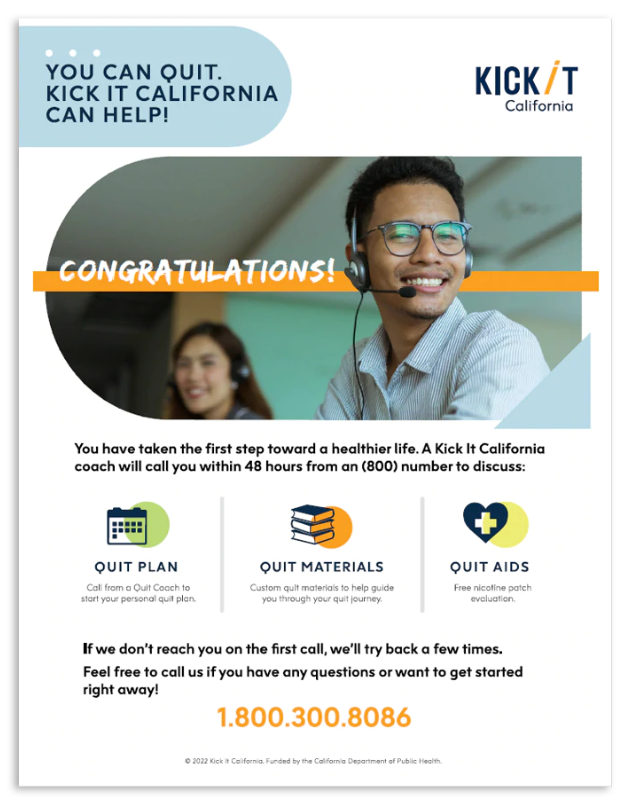 YOU CAN QUIT.
KICK IT CALIFORNIA
CAN HELP!
KICK iT
California
CONGRATULATIONS!
You have taken the first step toward a healthier life. A Kick It California
coach will call you within 48 hours from an (800) number to discuss:
QUIT PLAN
Call from a Quit Coach to
start your personal quit plan.
QUIT MATERIALS
Custom quit materials to help guide
you through your quit journey.
QUIT AIDS
Free nicotine patch
evaluation.
If we don't reach you on the first call, we'll try back a few times.
Feel free to call us if you have any questions or want to get started
right away!
1.800.300.8086
© 2022 Kick It California. Funded by the California Department of Public Health.